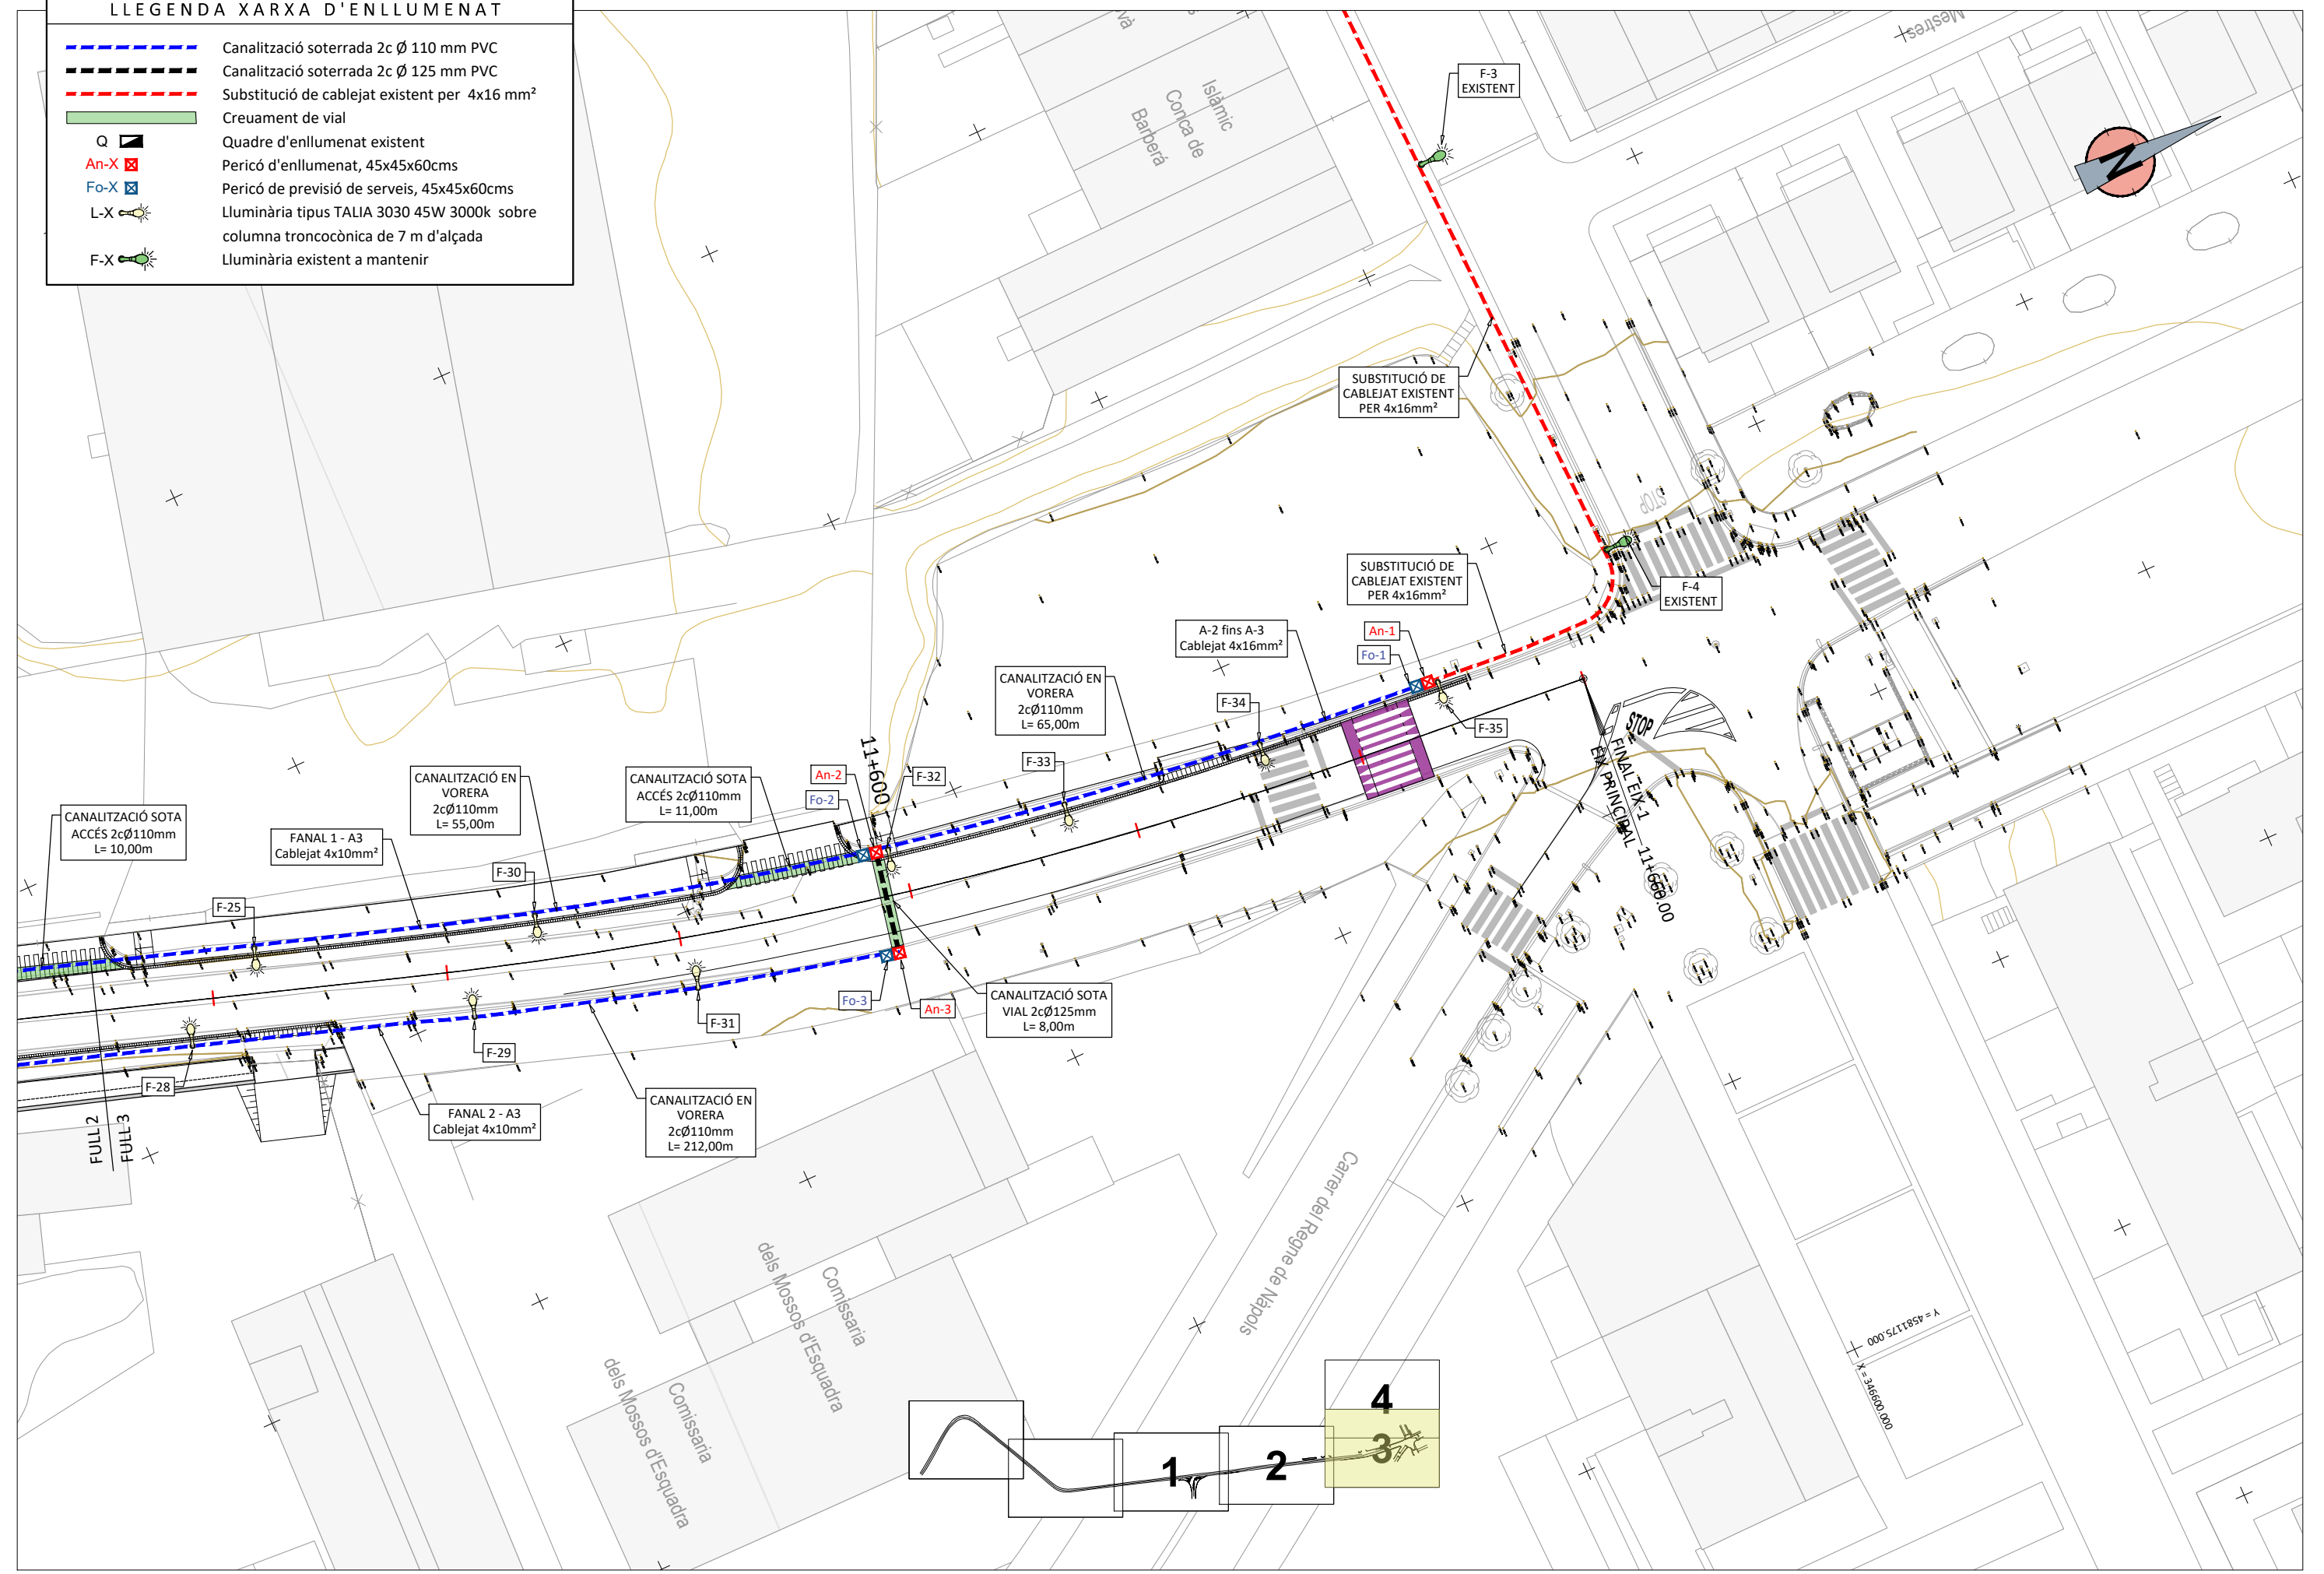 LLEGENDA XARXA D'ENLLUMENAT
Canalització soterrada 2c Ø 110 mm PVC
Canalització soterrada 2c Ø 125 mm PVC
Substitució de cablejat existent per 4x16 mm²
Creuament de vial
Q Quadre d'enllumenat existent
An-X Pericó d'enllumenat, 45x45x60cms
Fo-X Pericó de previsió de serveis, 45x45x60cms
L-X Lluminària tipus TALIA 3030 45W 3000k sobre
columna troncocònica de 7 m d'alçada
F-X Lluminària existent a mantenir
Islàmic
Conca de
Barberà
Mestres
N
F-3
EXISTENT
SUBSTITUCIÓ DE
CABLEJAT EXISTENT
PER 4x16mm²
STOP
SUBSTITUCIÓ DE
CABLEJAT EXISTENT
PER 4x16mm²
F-4
EXISTENT
A-2 fins A-3
Cablejat 4x16mm²
An-1
Fo-1
CANALITZACIÓ EN
VORERA
2cØ110mm
L= 65,00m
F-34
F-35
STOP
FINAL EIX-1
EIX PRINCIPAL
11+660.00
F-33
11+600
F-32
An-2
Fo-2
CANALITZACIÓ SOTA
ACCÉS 2cØ110mm
L= 11,00m
CANALITZACIÓ EN
VORERA
2cØ110mm
L= 55,00m
CANALITZACIÓ SOTA
ACCÉS 2cØ110mm
L= 10,00m
FANAL 1 - A3
Cablejat 4x10mm²
F-30
F-25
Fo-3
An-3
CANALITZACIÓ SOTA
VIAL 2cØ125mm
L= 8,00m
F-31
F-29
F-28
FANAL 2 - A3
Cablejat 4x10mm²
CANALITZACIÓ EN
VORERA
2cØ110mm
L= 212,00m
FULL 2
FULL 3
Carrer del Regne de Nàpols
Comissaria
dels Mossos d'Esquadra
Comissaria
dels Mossos d'Esquadra
Y = 4581175.000
X = 346600.000
1
2
3
4